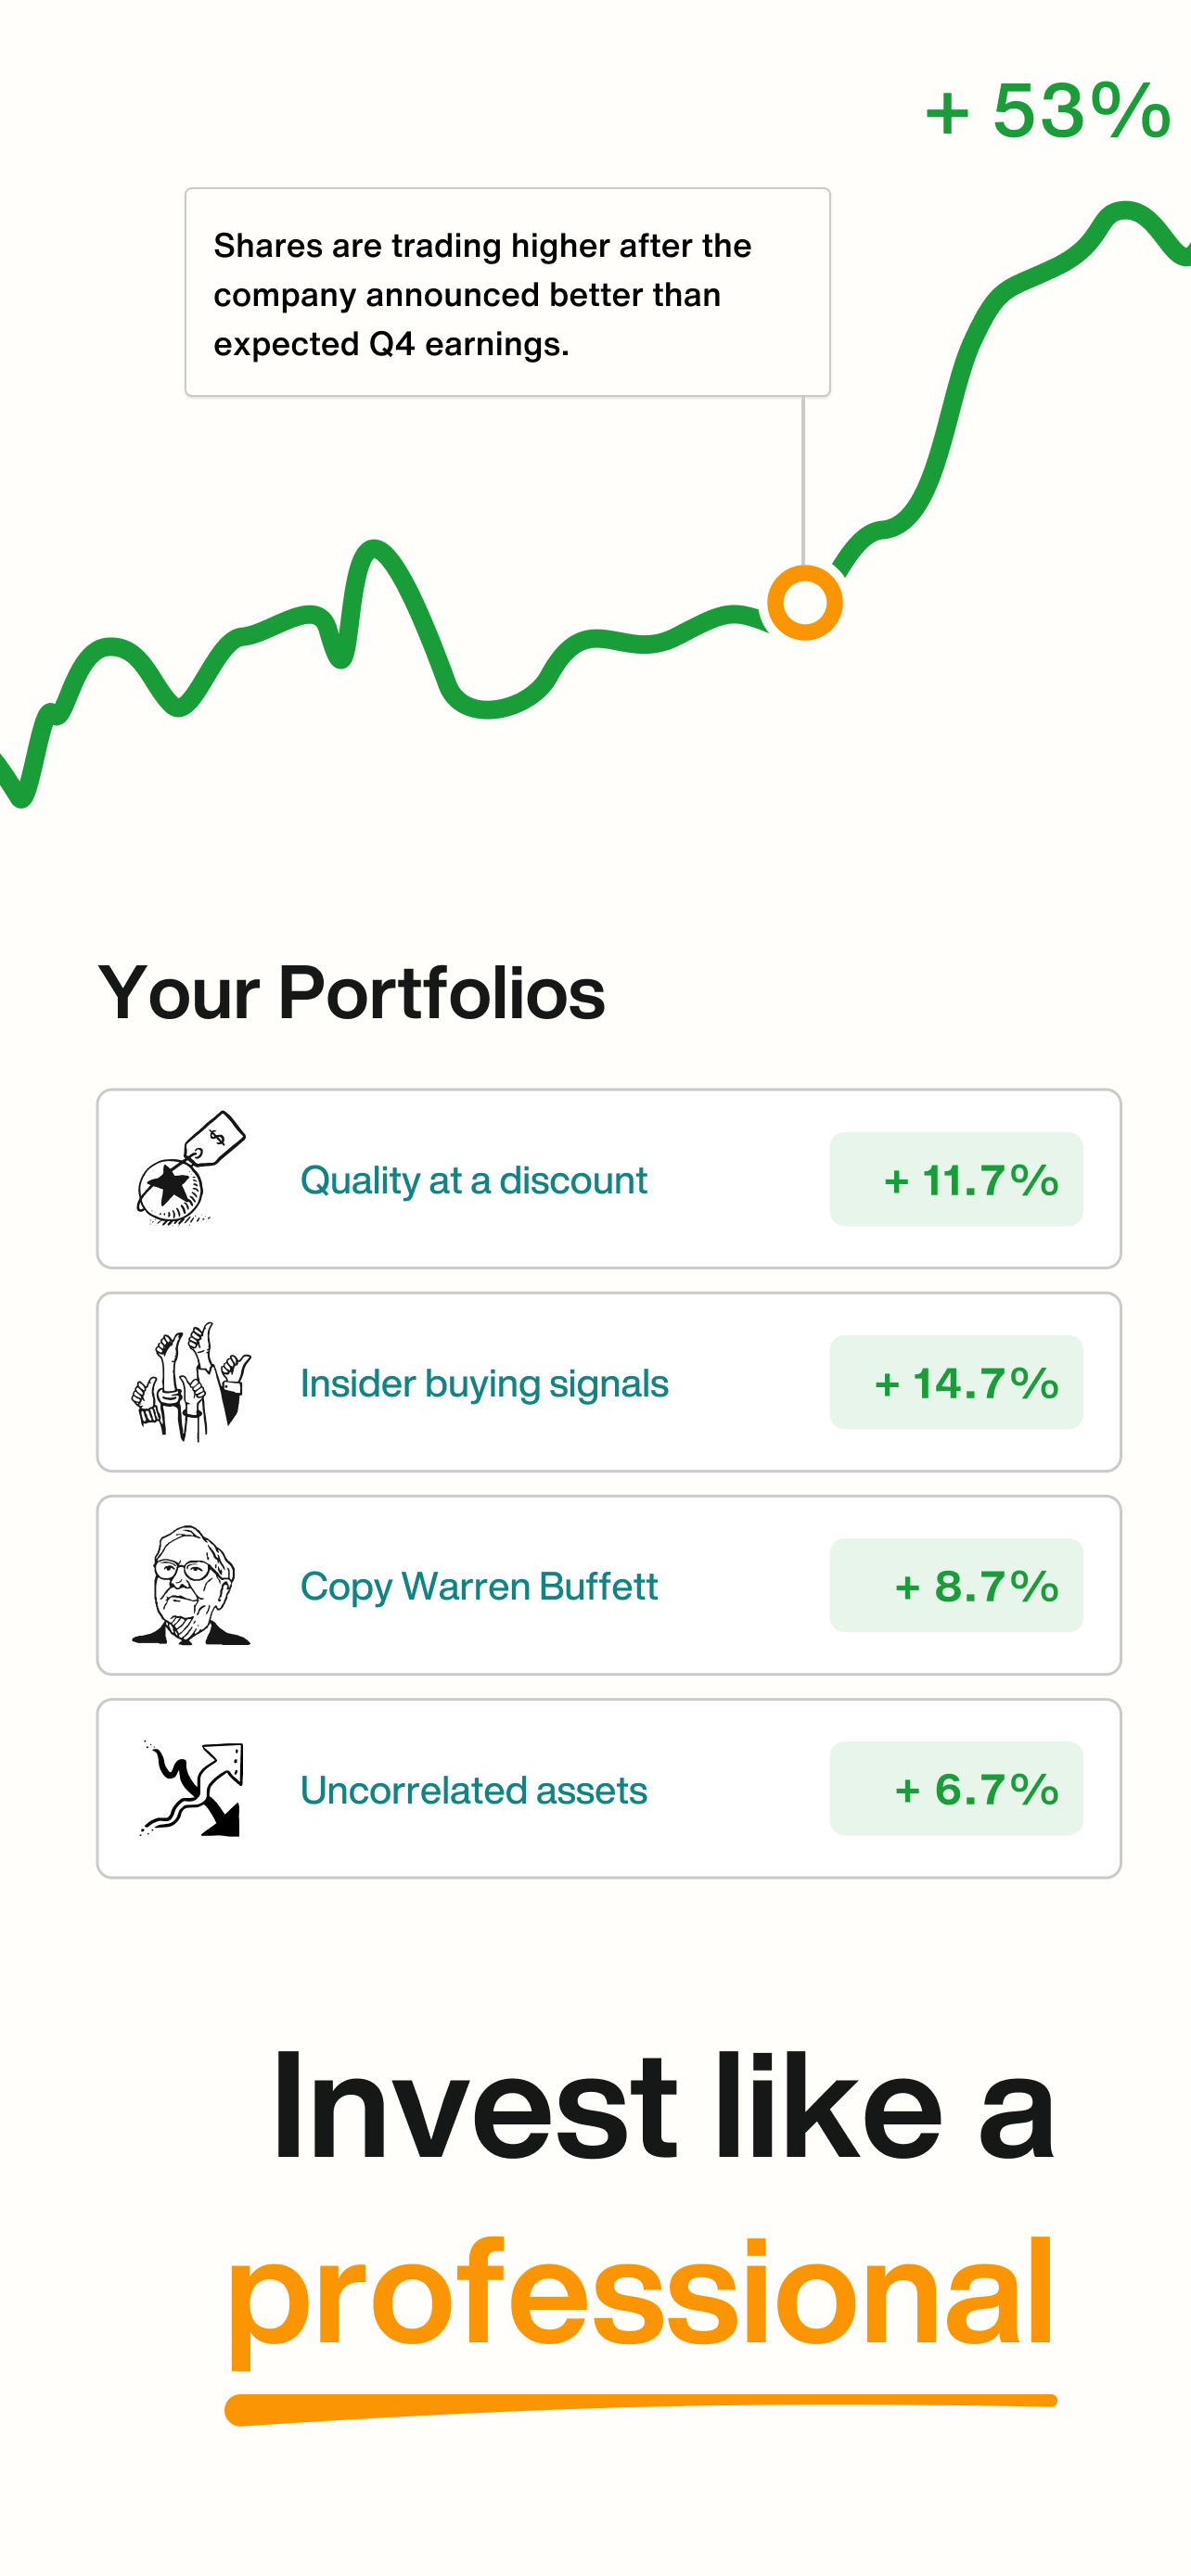 + 53%
Shares are trading higher after the
company announced better than
expected Q4 earnings.
Your Portfolios
$
Quality at a discount
+ 11.7%
Insider buying signals
+ 14.7%
Copy Warren Buffett
+ 8.7%
Uncorrelated assets
+ 6.7%
Invest like a
professional